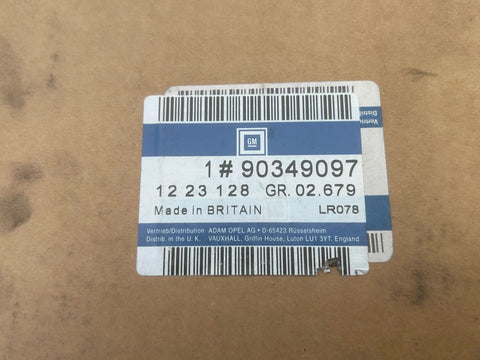 GM
1# 90349097
12 23 128 GR. 02.679
Made in BRITAIN LR078
Vertrieb/Distribution ADAM OPEL AG • D-65423 Rüsselsheim
Distrib. in the U. K. VAUXHALL, Griffin House, Luton LU1 3YT. England